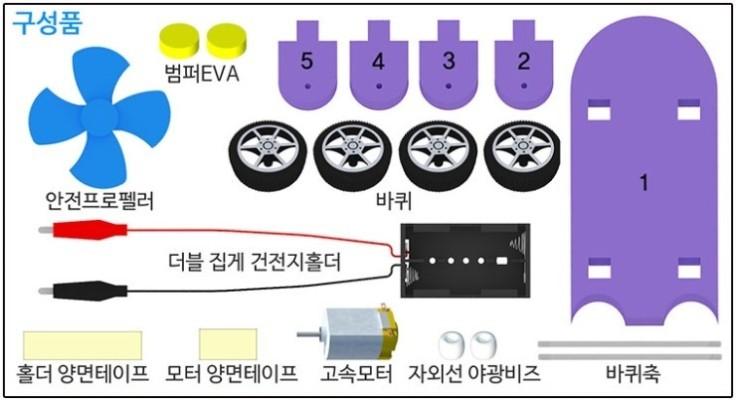 구성품
범퍼EVA
5
4
3
2
1
안전프로펠러
바퀴
더블 집게 건전지홀더
홀더 양면테이프
모터 양면테이프
고속모터
자외선 야광비즈
바퀴축